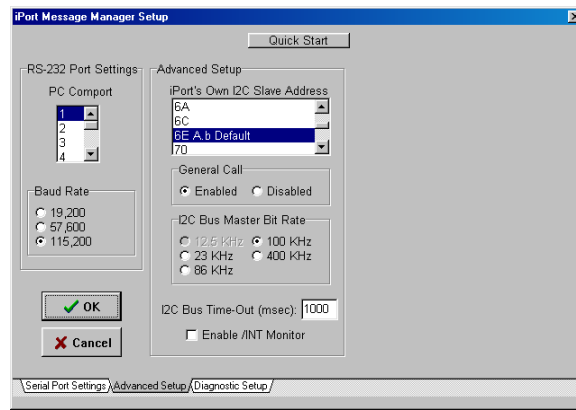 iPort Message Manager Setup
Quick Start
RS-232 Port Settings
PC Comport
1
2
3
4
Baud Rate
19,200
57,600
115,200
OK
Cancel
Advanced Setup
iPort's Own I2C Slave Address
6A
6C
6E A.b Default
70
General Call
Enabled Disabled
I2C Bus Master Bit Rate
12.5 KHz 100 KHz
23 KHz 400 KHz
86 KHz
I2C Bus Time-Out (msec): 1000
Enable /INT Monitor
Serial Port Settings Advanced Setup Diagnostic Setup